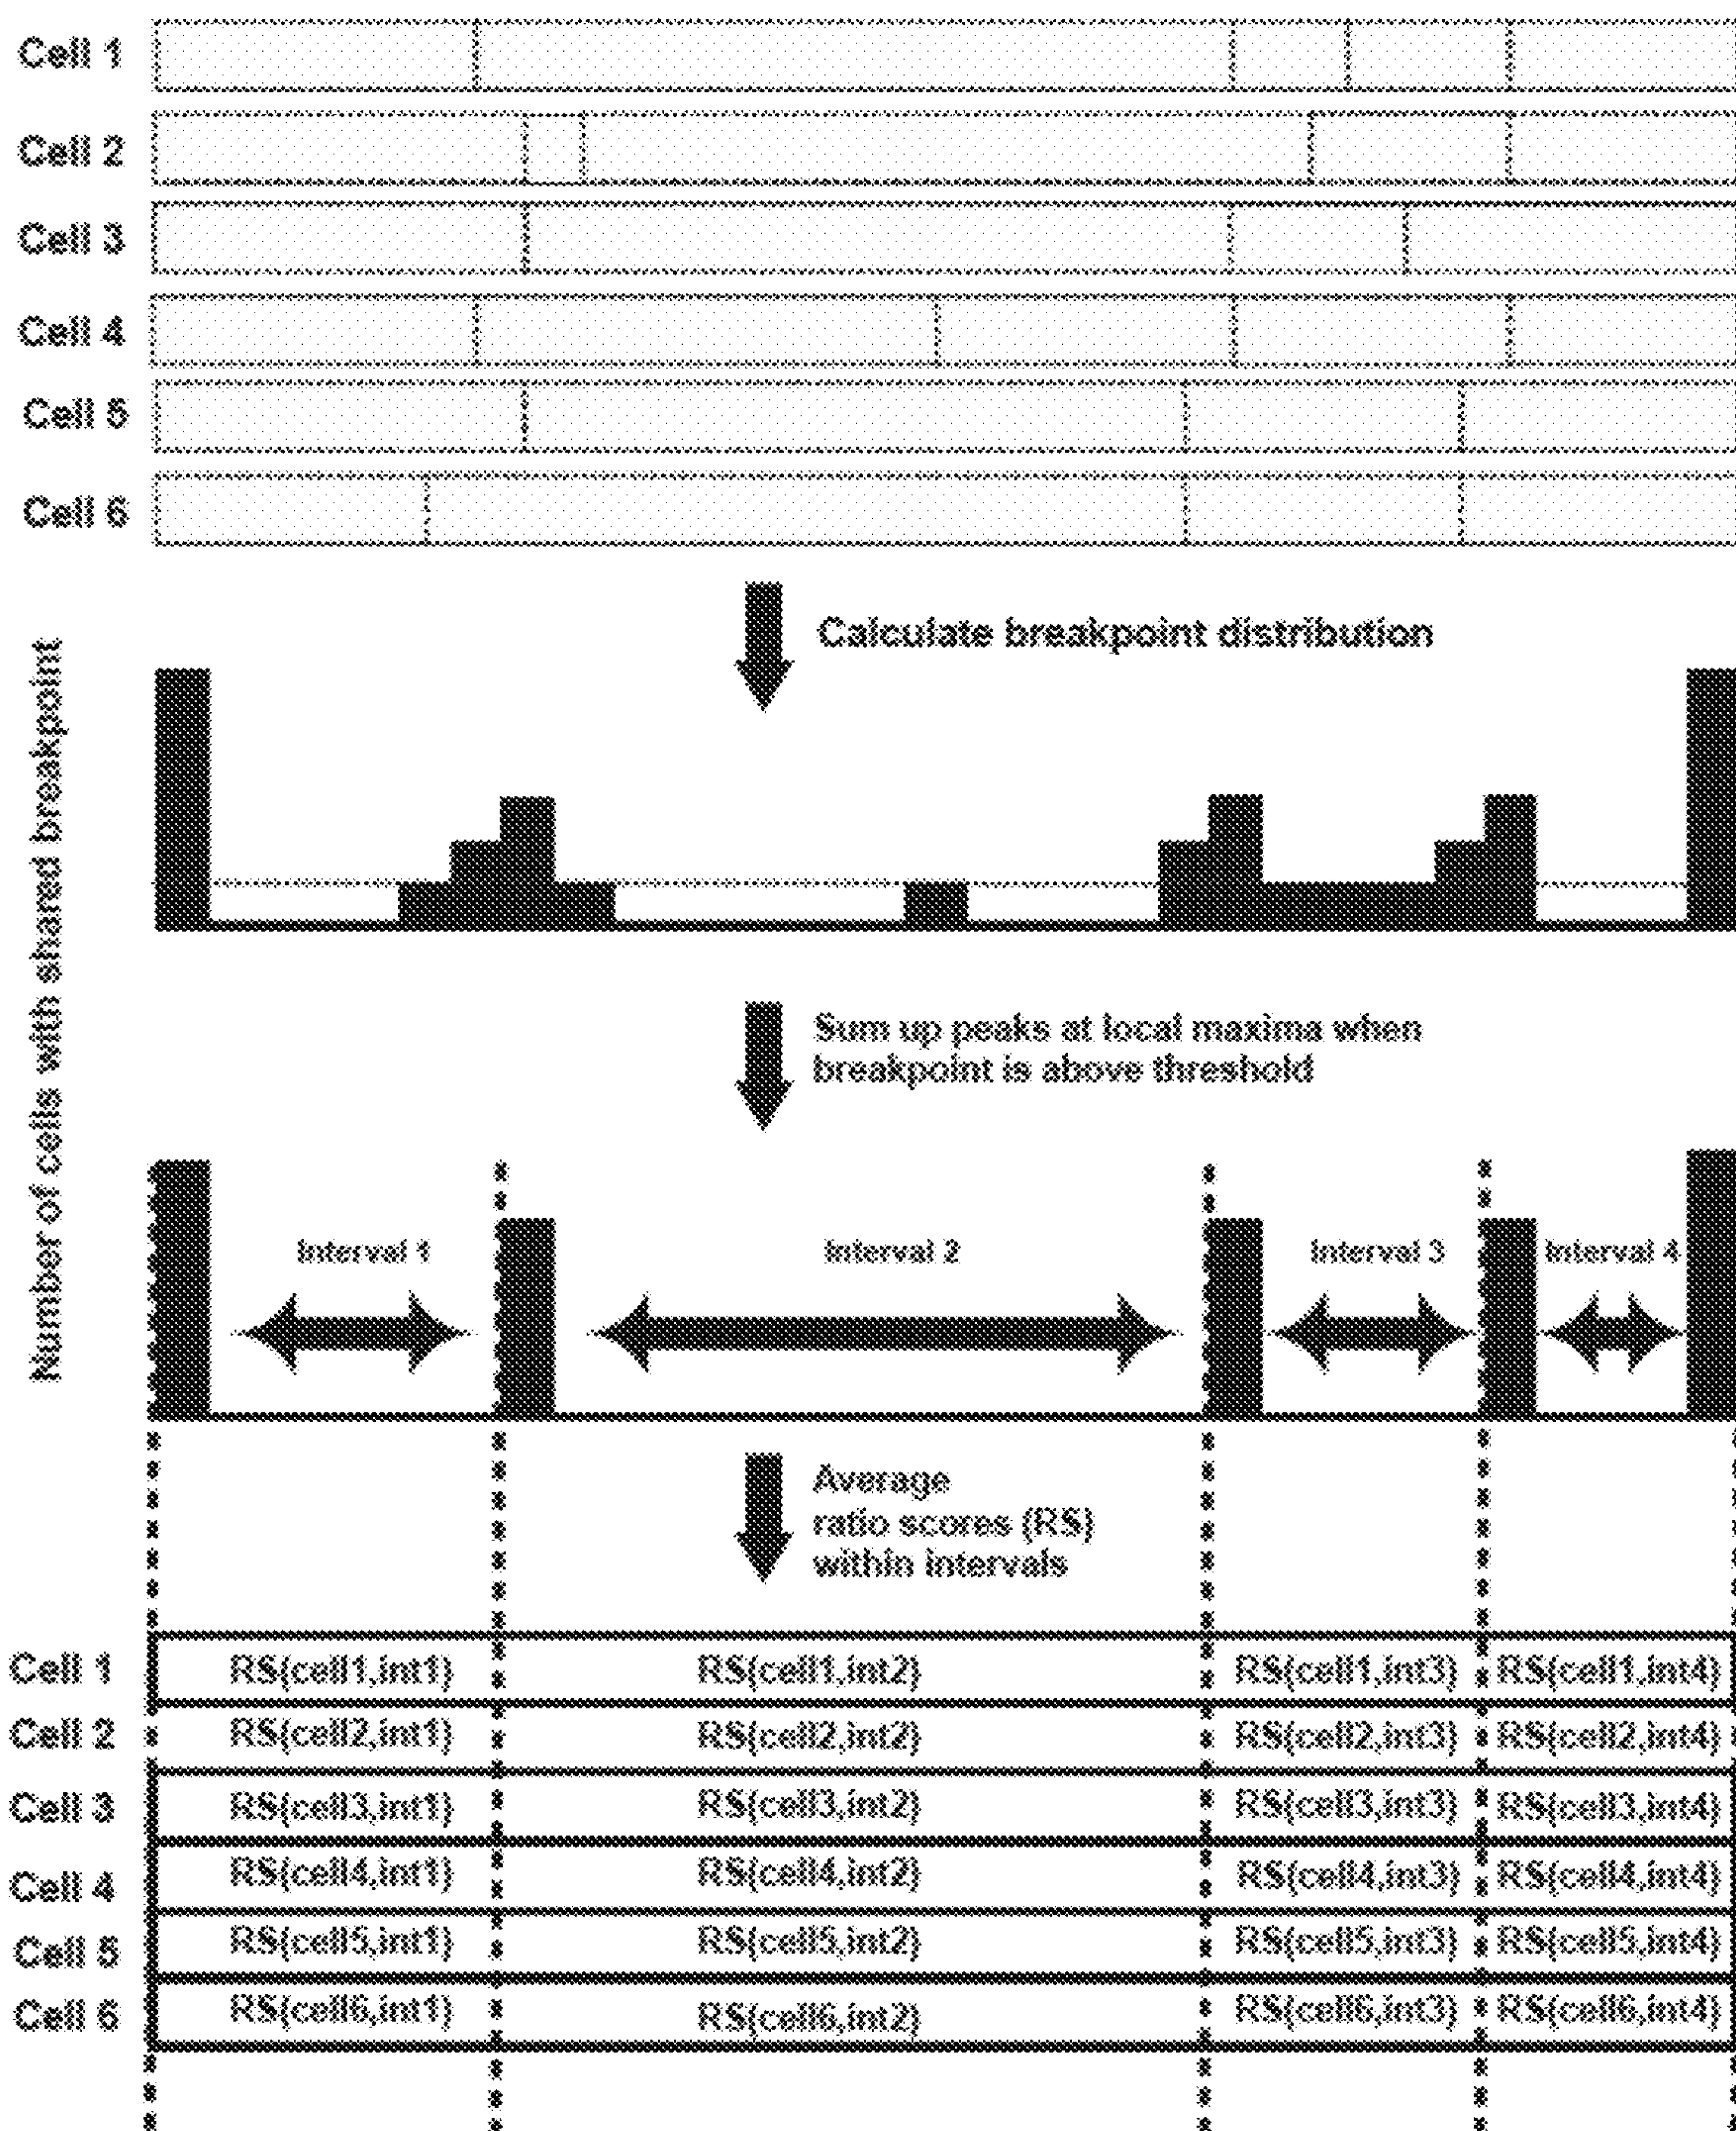 Cell 1
Cell 2
Cell 3
Cell 4
Cell 5
Cell 6
Calculate breakpoint distribution
Number of cells with shared breakpoint
Sum up peaks at local maxima when
breakpoint is above threshold
Interval 1 Interval 2 Interval 3 Interval 4
Average
ratio scores (RS)
within intervals
Cell 1 RS(cell1,int1) RS(cell1,int2) RS(cell1,int3) RS(cell1,int4)
Cell 2 RS(cell2,int1) RS(cell2,int2) RS(cell2,int3) RS(cell2,int4)
Cell 3 RS(cell3,int1) RS(cell3,int2) RS(cell3,int3) RS(cell3,int4)
Cell 4 RS(cell4,int1) RS(cell4,int2) RS(cell4,int3) RS(cell4,int4)
Cell 5 RS(cell5,int1) RS(cell5,int2) RS(cell5,int3) RS(cell5,int4)
Cell 6 RS(cell6,int1) RS(cell6,int2) RS(cell6,int3) RS(cell6,int4)